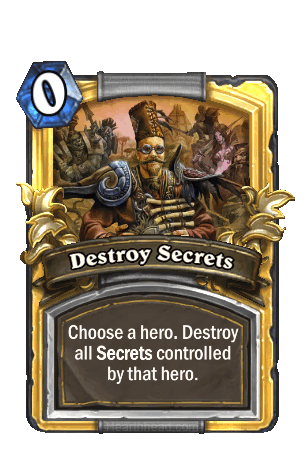 0
Destroy Secrets
Choose a hero. Destroy
all Secrets controlled
by that hero.